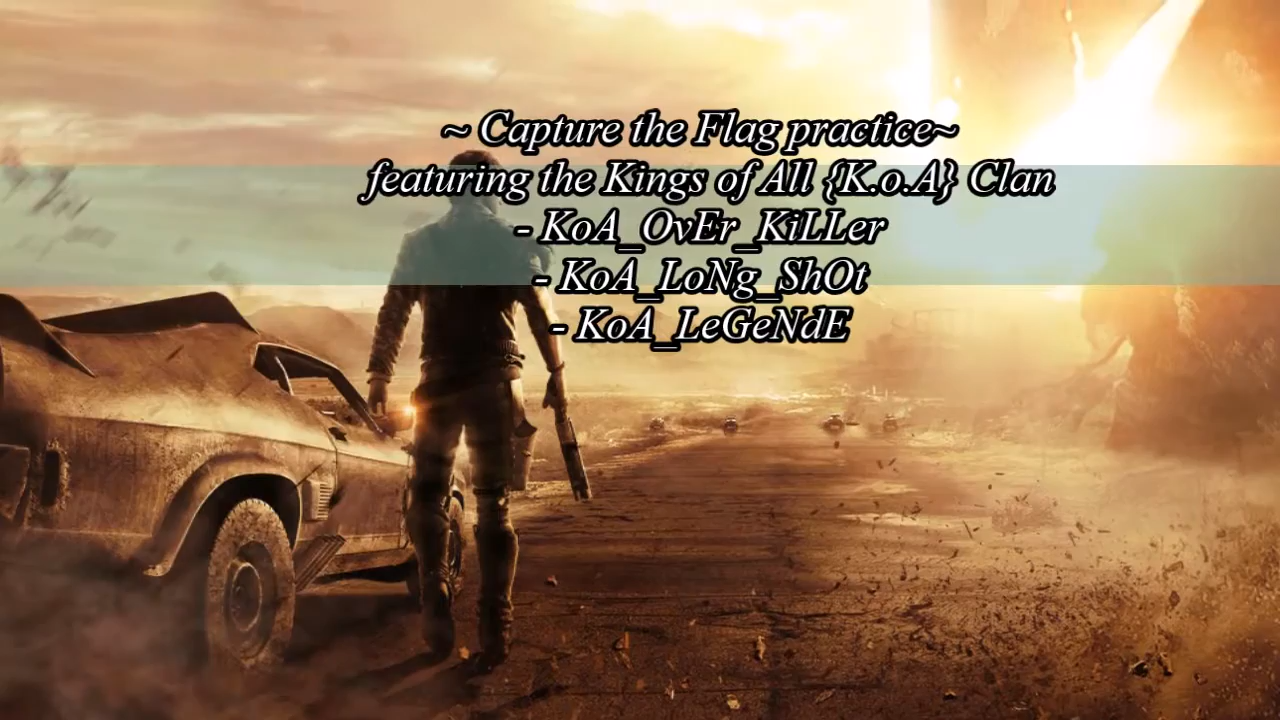 ~ Capture the Flag practice~
featuring the Kings of All {K.o.A} Clan
- KoA_OvEr_KiLLer
- KoA_LoNg_ShOt
- KoA_LeGeNdE